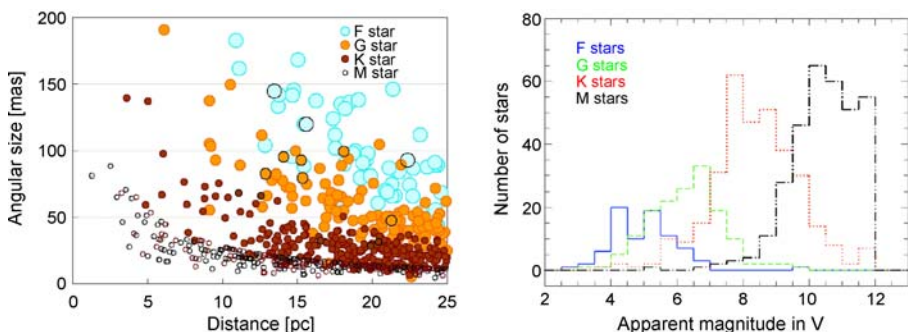 200
150
100
50
0
Angular size [mas]
F star
G star
K star
M star
0 5 10 15 20 25
Distance [pc]
80
60
40
20
0
Number of stars
F stars
G stars
K stars
M stars
2 4 6 8 10 12
Apparent magnitude in V